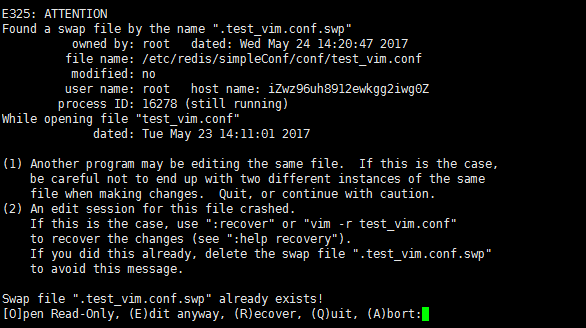 E325: ATTENTION
Found a swap file by the name ".test_vim.conf.swp"
owned by: root   dated: Wed May 24 14:20:47 2017
file name: /etc/redis/simpleConf/conf/test_vim.conf
modified: no
user name: root   host name: iZwz96uh8912ewkgg2iwg0Z
process ID: 16278 (still running)
While opening file "test_vim.conf"
dated: Tue May 23 14:11:01 2017
(1) Another program may be editing the same file.  If this is the case,
be careful not to end up with two different instances of the same
file when making changes.  Quit, or continue with caution.
(2) An edit session for this file crashed.
If this is the case, use ":recover" or "vim -r test_vim.conf"
to recover the changes (see ":help recovery").
If you did this already, delete the swap file ".test_vim.conf.swp"
to avoid this message.
Swap file ".test_vim.conf.swp" already exists!
[O]pen Read-Only, (E)dit anyway, (R)ecover, (Q)uit, (A)bort: